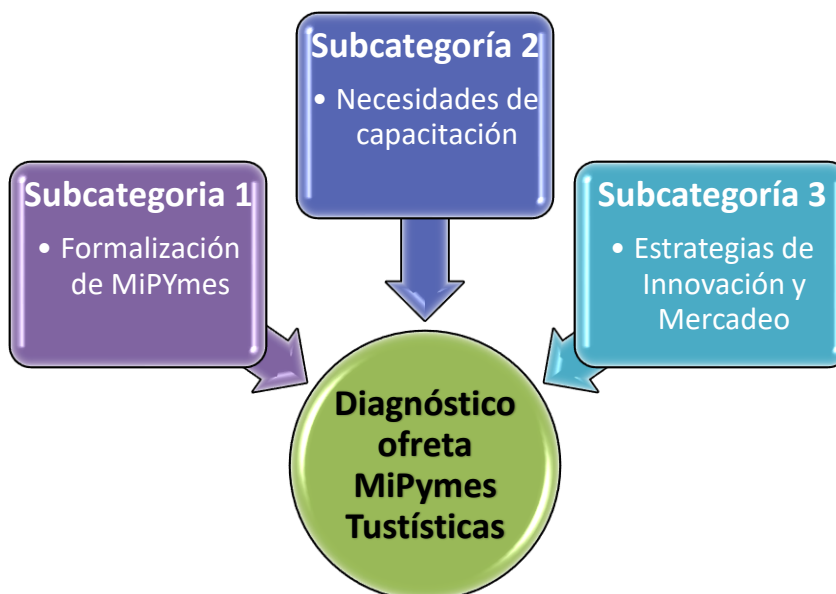 Subcategoria 1
• Formalización
de MiPYmes
Subcategoría 2
• Necesidades de
capacitación
Subcategoría 3
• Estrategias de
Innovación y
Mercadeo
Diagnóstico
ofreta
MiPymes
Tustísticas